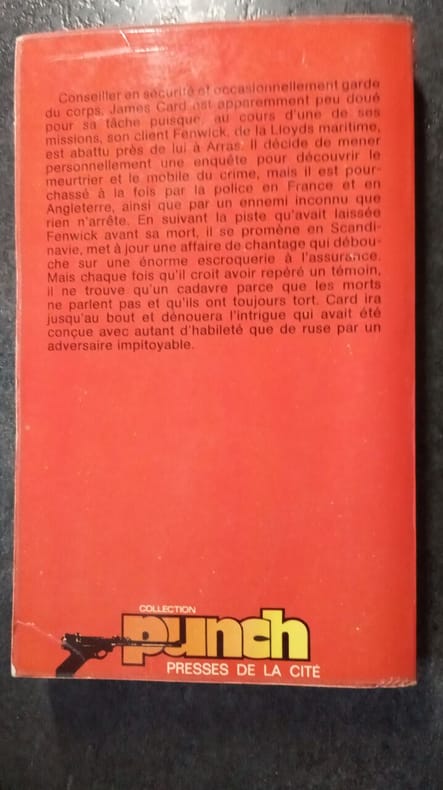 Conseiller en sécurité et occasionnellement garde
du corps, James Card est apparemment peu doué
pour sa tâche puisque, au cours d'une de ses
missions, son client Fenwick, de la Lloyds maritime,
est abattu près de lui à Arras. Il décide de mener
personnellement une enquête pour découvrir le
meurtrier et le mobile du crime, mais il est pour-
chassé à la fois par la police en France et en
Angleterre, ainsi que par un ennemi inconnu que
rien n'arrête. En suivant la piste qu'avait laissée
Fenwick avant sa mort, il se promène en Scandi-
navie, met à jour une affaire de chantage qui débou-
che sur une énorme escroquerie à l'assurance.
Mais chaque fois qu'il croit avoir repéré un témoin,
il ne trouve qu'un cadavre parce que les morts
ne parlent pas et qu'ils ont toujours tort. Card ira
jusqu'au bout et dénouera l'intrigue qui avait été
conçue avec autant d'habileté que de ruse par un
adversaire impitoyable.
COLLECTION
punch
PRESSES DE LA CITÉ